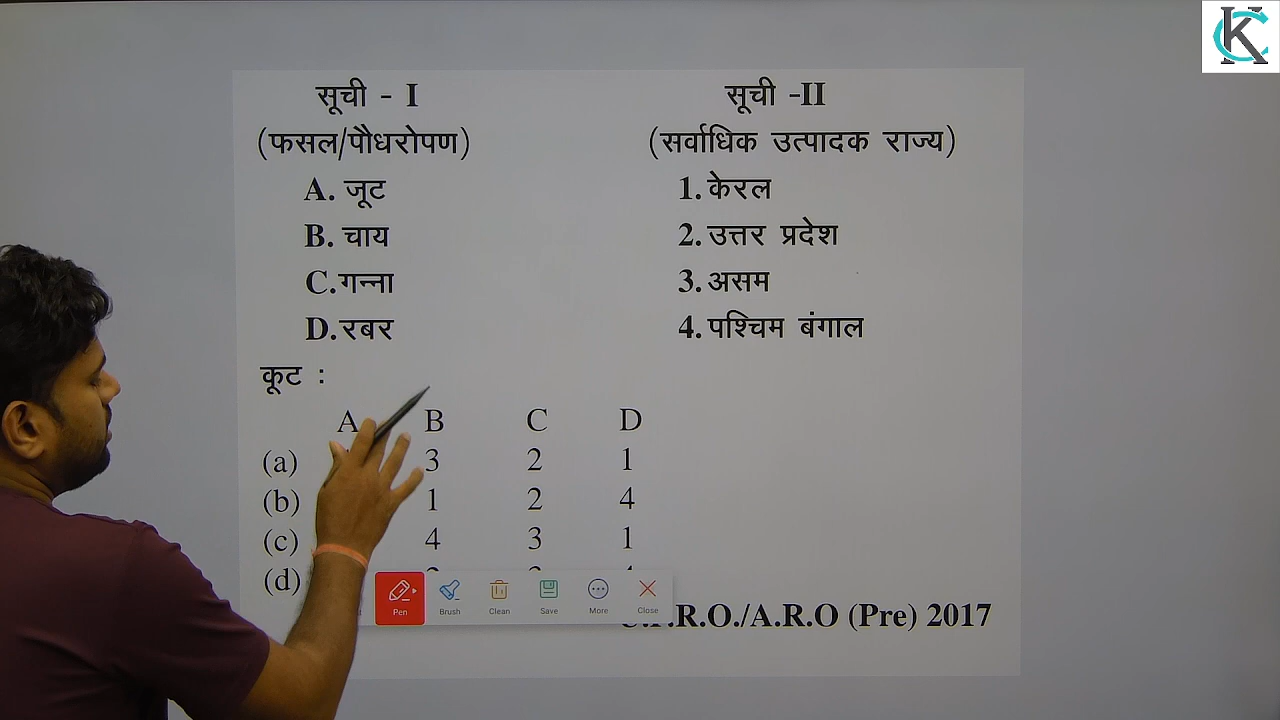 KC
सूची - I सूची -II
(फसल/पौधरोपण) (सर्वाधिक उत्पादक राज्य)
A. जूट 1. केरल
B. चाय 2. उत्तर प्रदेश
C. गन्ना 3. असम
D. रबर 4. पश्चिम बंगाल
कूट :
A B C D
(a) 3 2 1
(b) 1 2 4
(c) 4 3 1
(d)
Pen Brush Clean Save More Close
R.O./A.R.O (Pre) 2017